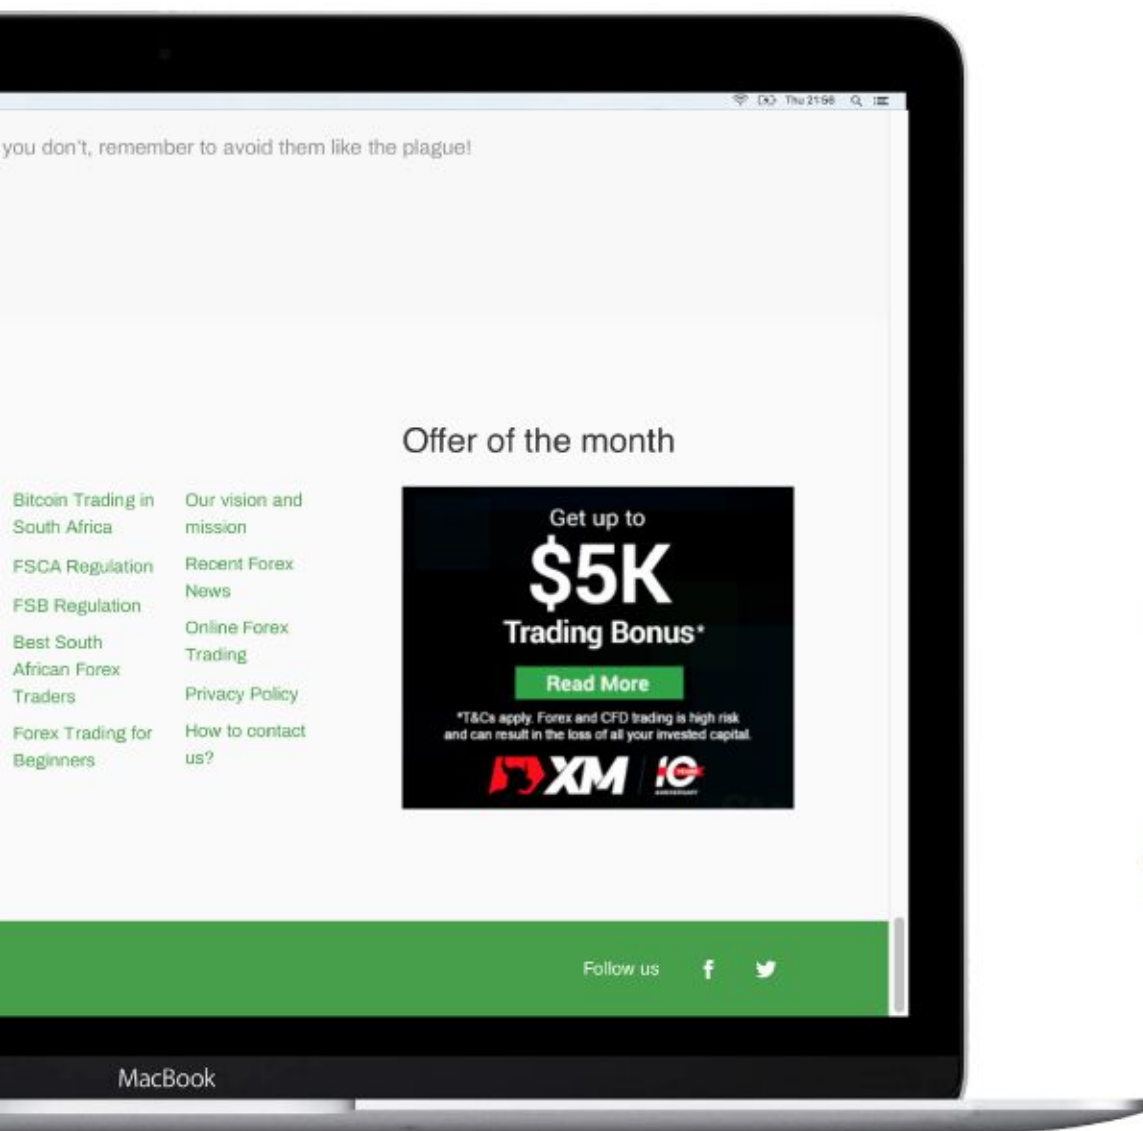 Thu 21:56
you don't, remember to avoid them like the plague!
Offer of the month
Bitcoin Trading in
South Africa
FSCA Regulation
FSB Regulation
Best South
African Forex
Traders
Forex Trading for
Beginners
Our vision and
mission
Recent Forex
News
Online Forex
Trading
Privacy Policy
How to contact
us?
Get up to
$5K
Trading Bonus*
Read More
*T&Cs apply. Forex and CFD trading is high risk
and can result in the loss of all your invested capital.
XM 10
YEARS
ANNIVERSARY
Follow us
MacBook